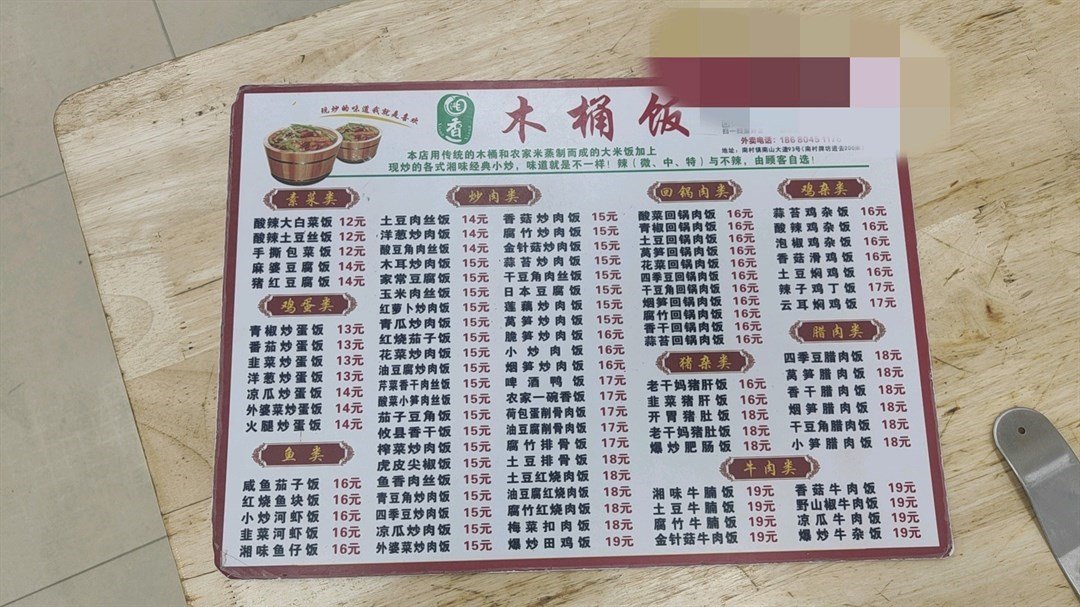 现炒的味道我就是喜欢
闻香
木桶饭
本店用传统的木桶和农家米蒸制而成的大米饭加上
现炒的各式湘味经典小炒，味道就是不一样！辣（微、中、特）与不辣，由顾客自选！
外卖电话：
地址：南村镇南山大道93号（南村牌坊进去200米）
素菜类
酸辣大白菜饭 12元
酸辣土豆丝饭 12元
手撕包菜饭 12元
麻婆豆腐饭 14元
猪红豆腐饭 14元
鸡蛋类
青椒炒蛋饭 13元
番茄炒蛋饭 13元
韭菜炒蛋饭 13元
洋葱炒蛋饭 13元
凉瓜炒蛋饭 14元
外婆菜炒蛋饭 14元
火腿炒蛋饭 14元
鱼类
咸鱼茄子饭 16元
红烧鱼块饭 16元
小炒河虾饭 16元
韭菜河虾饭 16元
湘味鱼仔饭 16元
炒肉类
土豆肉丝饭 14元
洋葱炒肉饭 14元
酸豆角肉丝饭 14元
木耳炒肉饭 15元
家常豆腐饭 15元
玉米肉丝饭 15元
红萝卜炒肉饭 15元
青瓜炒肉饭 15元
红烧茄子饭 15元
花菜炒肉饭 15元
油豆腐炒肉饭 15元
芹菜香干肉丝饭 15元
酸菜小笋肉丝饭 15元
茄子豆角饭 15元
攸县香干饭 15元
榨菜炒肉饭 15元
虎皮尖椒饭 15元
鱼香肉丝饭 15元
青豆角炒肉饭 15元
四季豆炒肉饭 15元
凉瓜炒肉饭 15元
外婆菜炒肉饭 15元
香菇炒肉饭 15元
腐竹炒肉饭 15元
金针菇炒肉饭 15元
蒜苔炒肉饭 15元
干豆角肉丝饭 15元
日本豆腐饭 15元
莲藕炒肉饭 15元
莴笋炒肉饭 15元
脆笋炒肉饭 16元
小炒肉饭 16元
烟笋炒肉饭 16元
啤酒鸭饭 17元
农家一碗香饭 17元
荷包蛋削骨肉饭 17元
油豆腐削骨肉饭 17元
腐竹排骨饭 17元
土豆排骨饭 18元
土豆红烧肉饭 18元
油豆腐红烧肉饭 18元
腐竹红烧肉饭 18元
梅菜扣肉饭 18元
爆炒田鸡饭 19元
回锅肉类
酸菜回锅肉饭 16元
青椒回锅肉饭 16元
土豆回锅肉饭 16元
莴笋回锅肉饭 16元
花菜回锅肉饭 16元
四季豆回锅肉饭 16元
干豆角回锅肉饭 16元
烟笋回锅肉饭 16元
腐竹回锅肉饭 16元
香干回锅肉饭 16元
蒜苔回锅肉饭 16元
猪杂类
老干妈猪肝饭 16元
韭菜猪肝饭 16元
开胃猪肚饭 18元
老干妈猪肚饭 18元
爆炒肥肠饭 18元
鸡杂类
蒜苔鸡杂饭 16元
酸辣鸡杂饭 16元
泡椒鸡杂饭 16元
香菇滑鸡饭 16元
土豆焖鸡饭 16元
辣子鸡丁饭 17元
云耳焖鸡饭 17元
腊肉类
四季豆腊肉饭 18元
莴笋腊肉饭 18元
香干腊肉饭 18元
烟笋腊肉饭 18元
干豆角腊肉饭 18元
小笋腊肉饭 18元
牛肉类
湘味牛腩饭 19元
土豆牛腩饭 19元
腐竹牛腩饭 19元
金针菇牛肉饭 19元
香菇牛肉饭 19元
野山椒牛肉饭 19元
凉瓜牛肉饭 19元
爆炒牛杂饭 19元